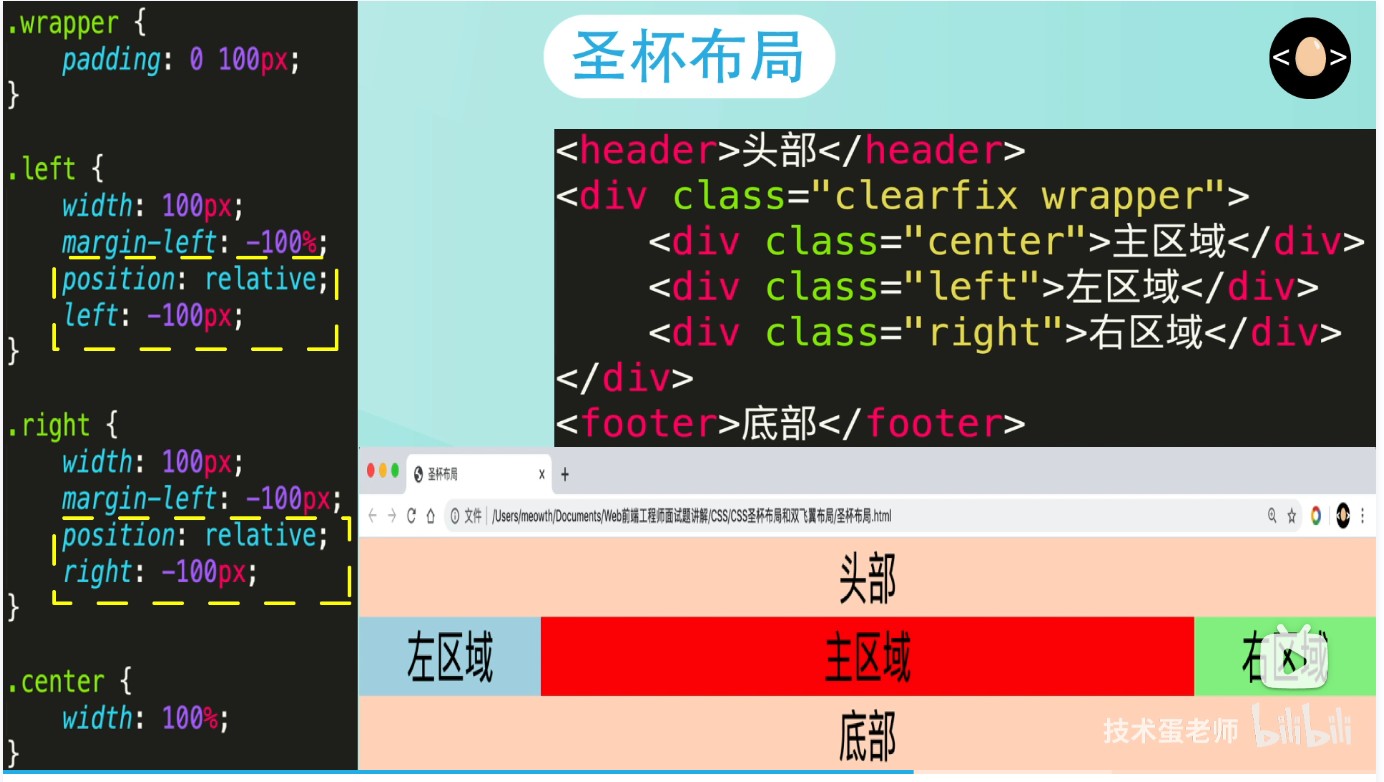 .wrapper {
padding: 0 100px;
}
.left {
width: 100px;
margin-left: -100%;
position: relative;
left: -100px;
}
.right {
width: 100px;
margin-left: -100px;
position: relative;
right: -100px;
}
.center {
width: 100%;
}
圣杯布局
< >
<header>头部</header>
<div class="clearfix wrapper">
<div class="center">主区域</div>
<div class="left">左区域</div>
<div class="right">右区域</div>
</div>
<footer>底部</footer>
圣杯布局 x +
文件 /Users/meowth/Documents/Web前端工程师面试题讲解/CSS/CSS圣杯布局和双飞翼布局/圣杯布局.html
头部
左区域 主区域 右区域
底部
技术蛋老师 bilibili